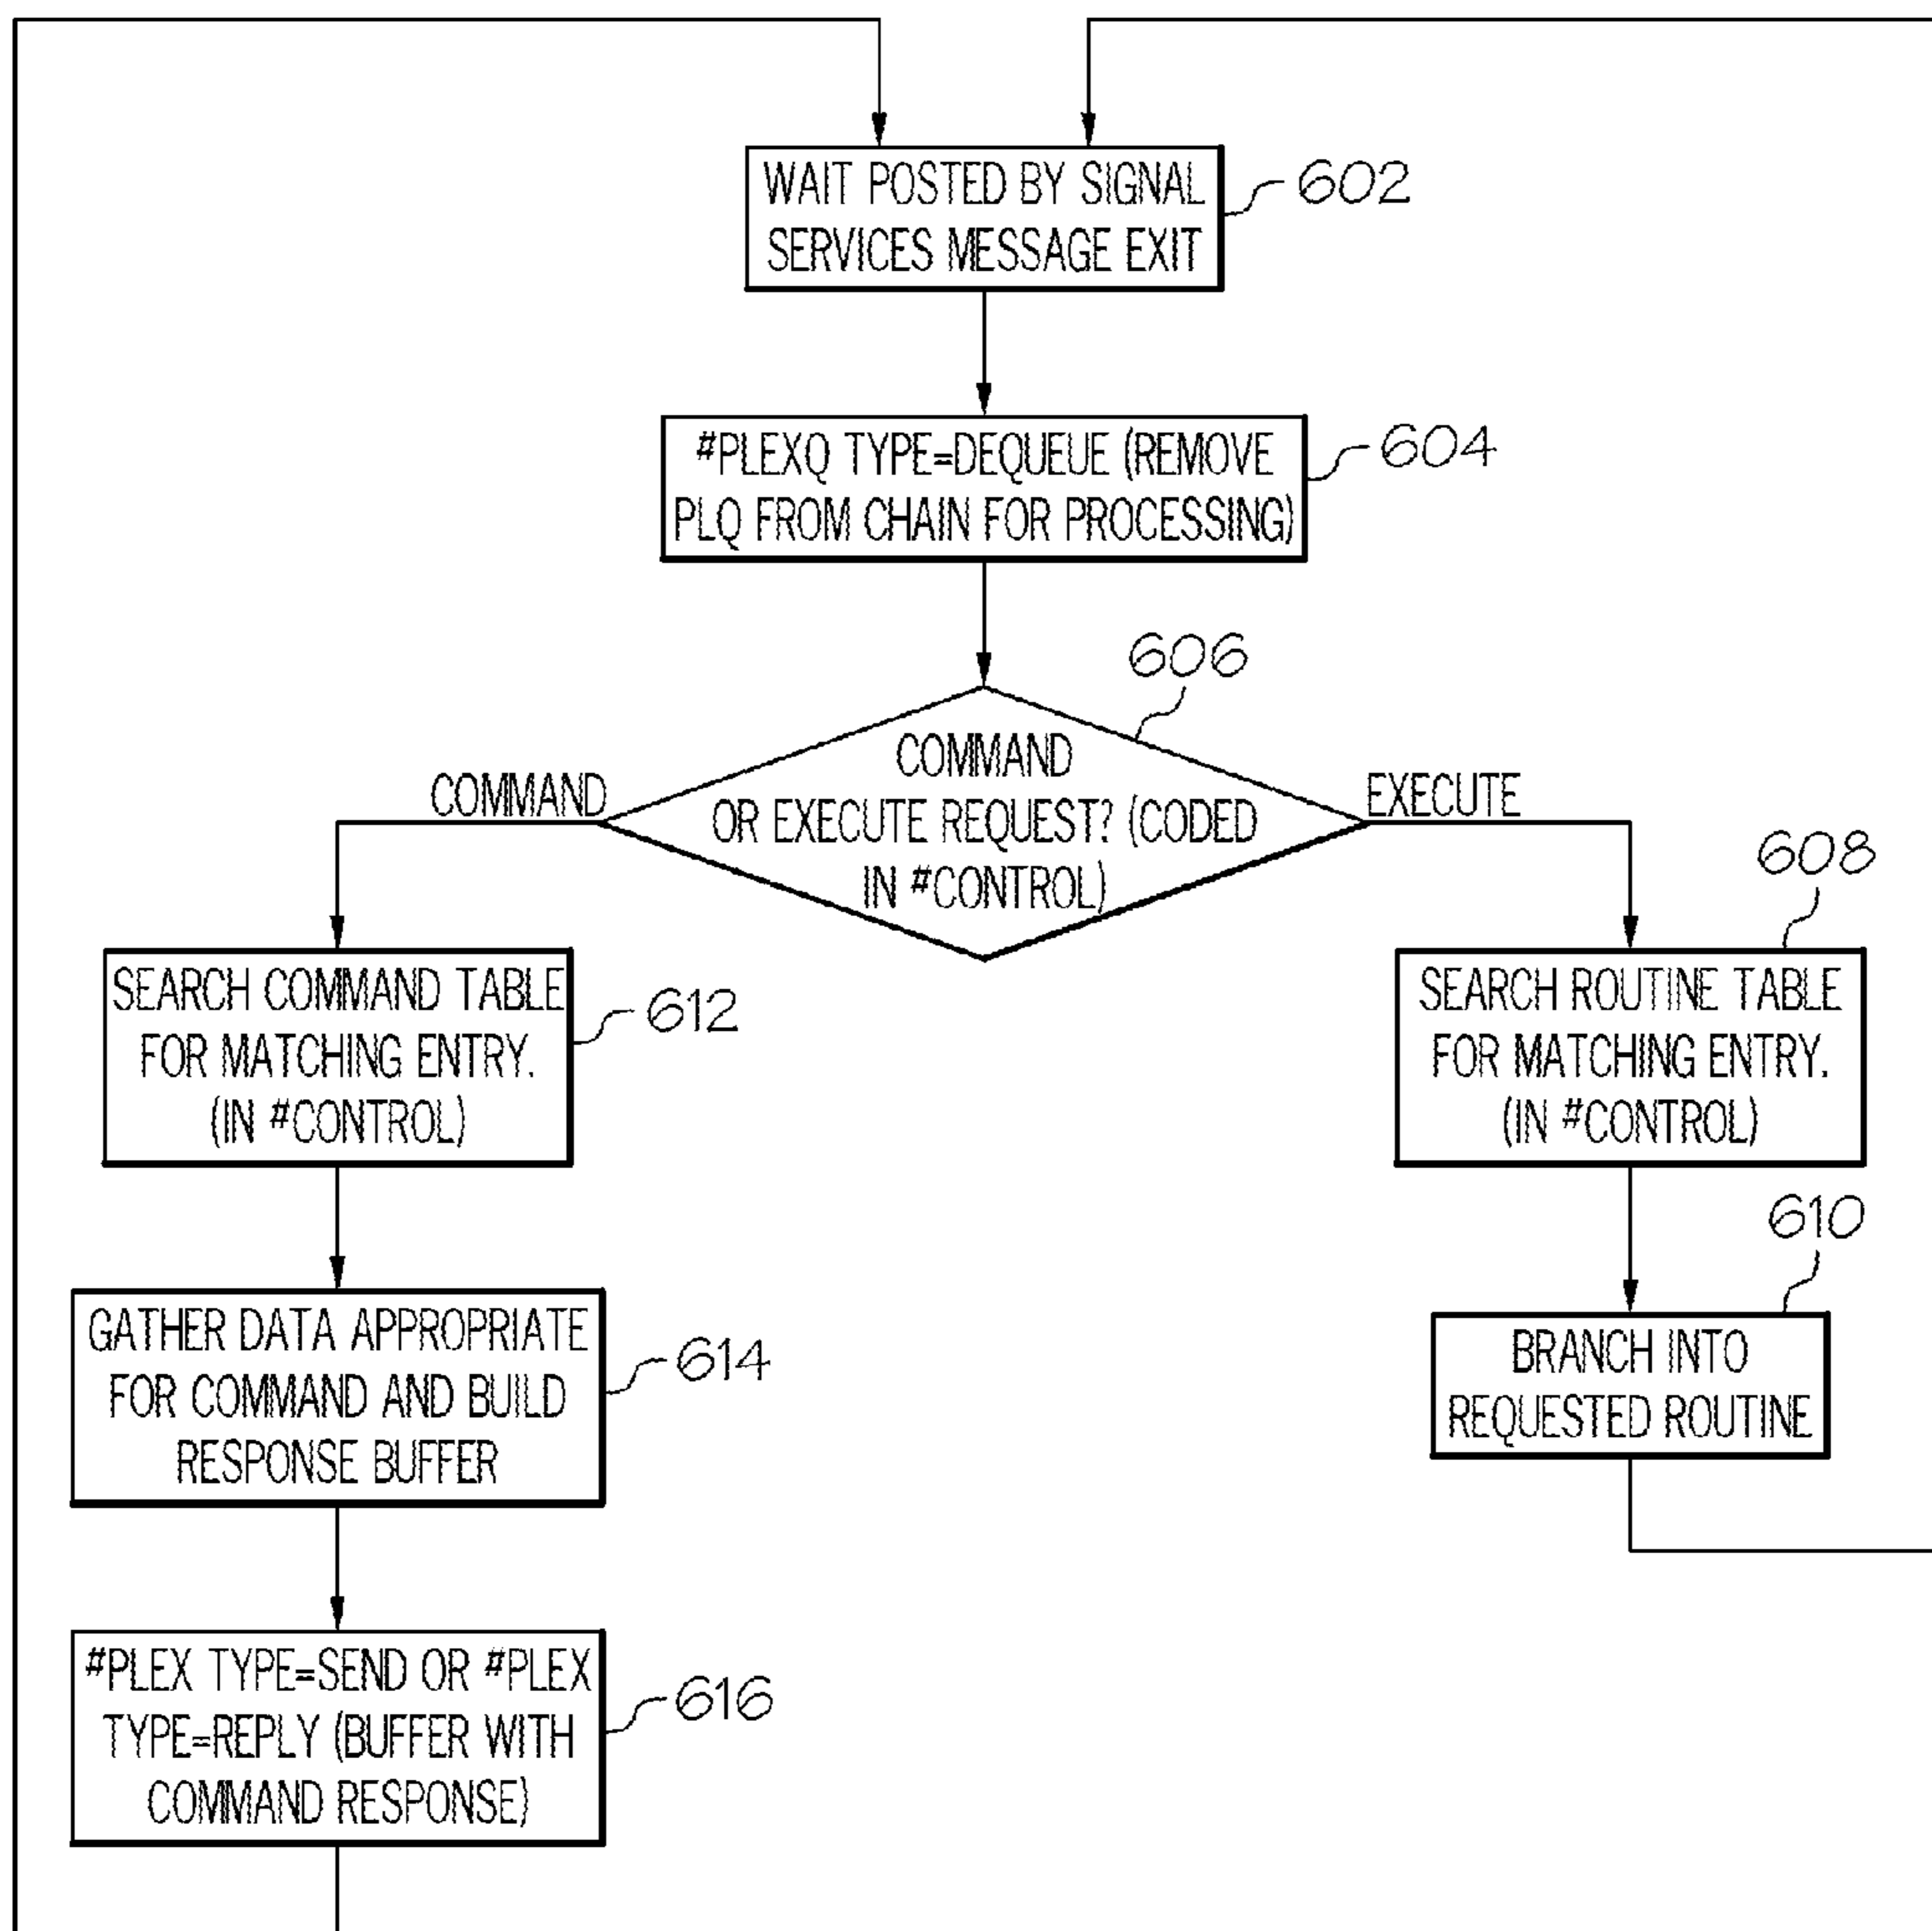 WAIT POSTED BY SIGNAL
SERVICES MESSAGE EXIT
602
#PLEXQ TYPE=DEQUEUE (REMOVE
PLQ FROM CHAIN FOR PROCESSING)
604
606
COMMAND
OR EXECUTE REQUEST? (CODED
IN #CONTROL)
COMMAND
EXECUTE
608
SEARCH COMMAND TABLE
FOR MATCHING ENTRY.
(IN #CONTROL)
612
SEARCH ROUTINE TABLE
FOR MATCHING ENTRY.
(IN #CONTROL)
610
GATHER DATA APPROPRIATE
FOR COMMAND AND BUILD
RESPONSE BUFFER
614
BRANCH INTO
REQUESTED ROUTINE
#PLEX TYPE=SEND OR #PLEX
TYPE=REPLY (BUFFER WITH
COMMAND RESPONSE)
616